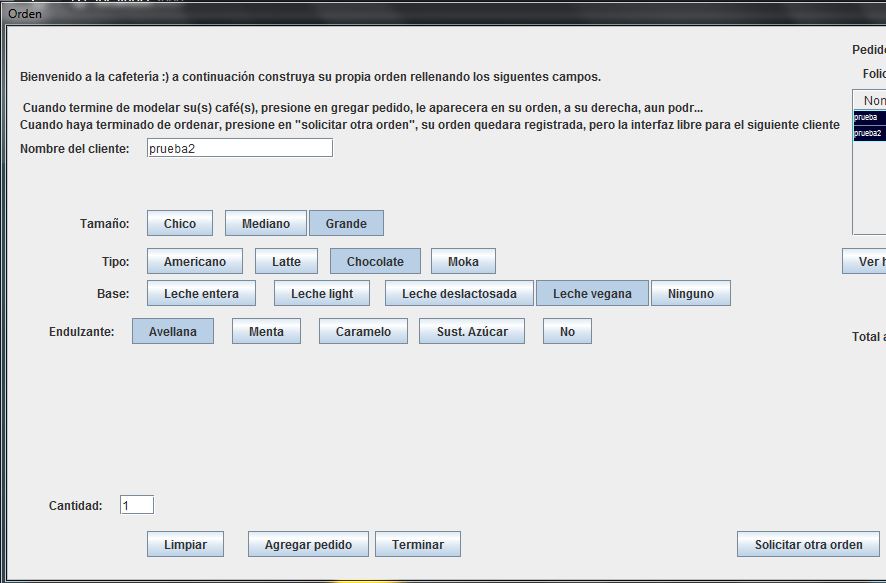 Orden
Bienvenido a la cafetería :) a continuación construya su propia orden rellenando los siguentes campos.
Cuando termine de modelar su(s) café(s), presione en gregar pedido, le aparecera en su orden, a su derecha, aun podr...
Cuando haya terminado de ordenar, presione en "solicitar otra orden", su orden quedara registrada, pero la interfaz libre para el siguiente cliente
Nombre del cliente: prueba2
Tamaño: Chico Mediano Grande
Tipo: Americano Latte Chocolate Moka
Base: Leche entera Leche light Leche deslactosada Leche vegana Ninguno
Endulzante: Avellana Menta Caramelo Sust. Azúcar No
Cantidad: 1
Limpiar Agregar pedido Terminar Solicitar otra orden
Pedido
Folio
Nom
prueba
prueba2
Ver h
Total a